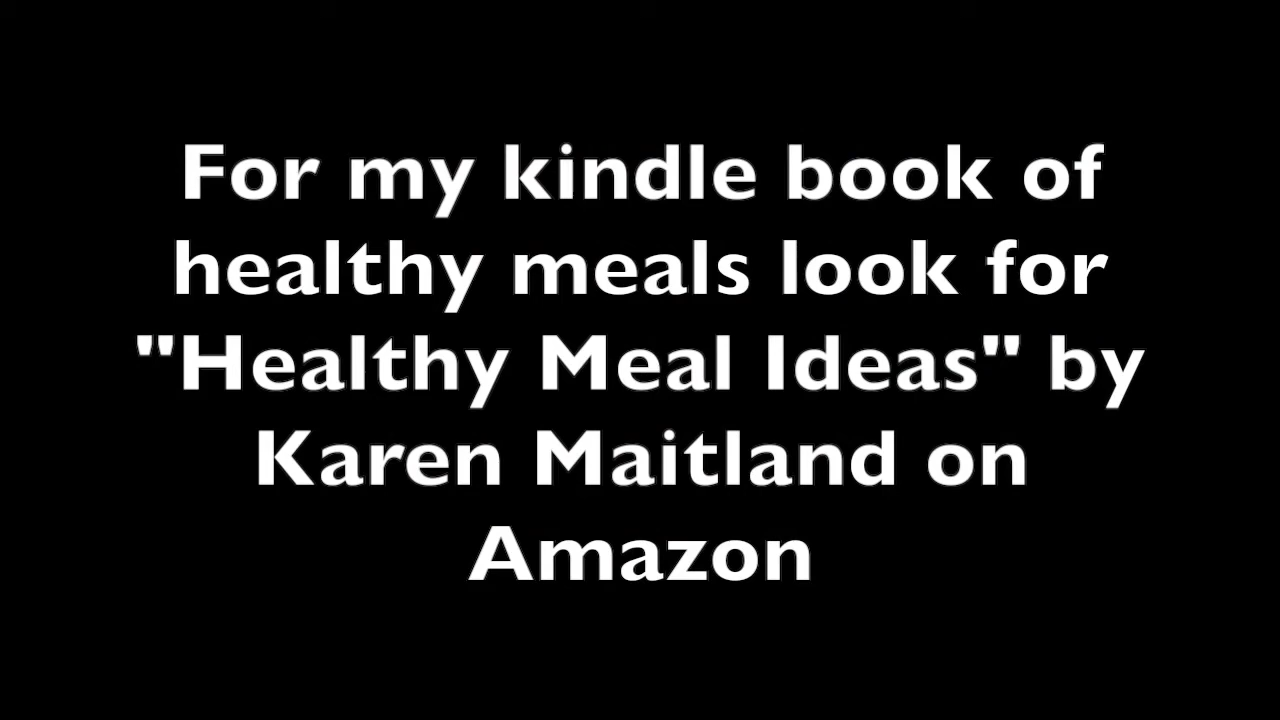 For my kindle book of
healthy meals look for
"Healthy Meal Ideas" by
Karen Maitland on
Amazon